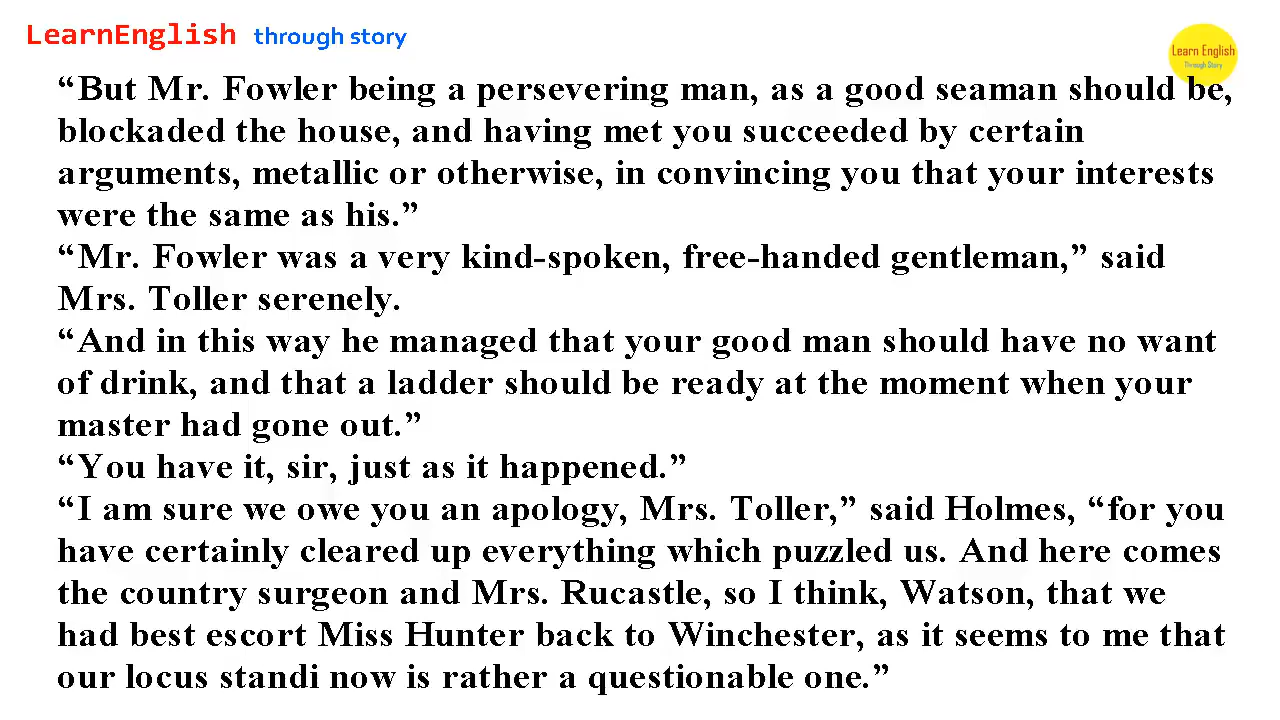 LearnEnglish through story
Learn English
Through Story
“But Mr. Fowler being a persevering man, as a good seaman should be,
blockaded the house, and having met you succeeded by certain
arguments, metallic or otherwise, in convincing you that your interests
were the same as his.”
“Mr. Fowler was a very kind-spoken, free-handed gentleman,” said
Mrs. Toller serenely.
“And in this way he managed that your good man should have no want
of drink, and that a ladder should be ready at the moment when your
master had gone out.”
“You have it, sir, just as it happened.”
“I am sure we owe you an apology, Mrs. Toller,” said Holmes, “for you
have certainly cleared up everything which puzzled us. And here comes
the country surgeon and Mrs. Rucastle, so I think, Watson, that we
had best escort Miss Hunter back to Winchester, as it seems to me that
our locus standi now is rather a questionable one.”